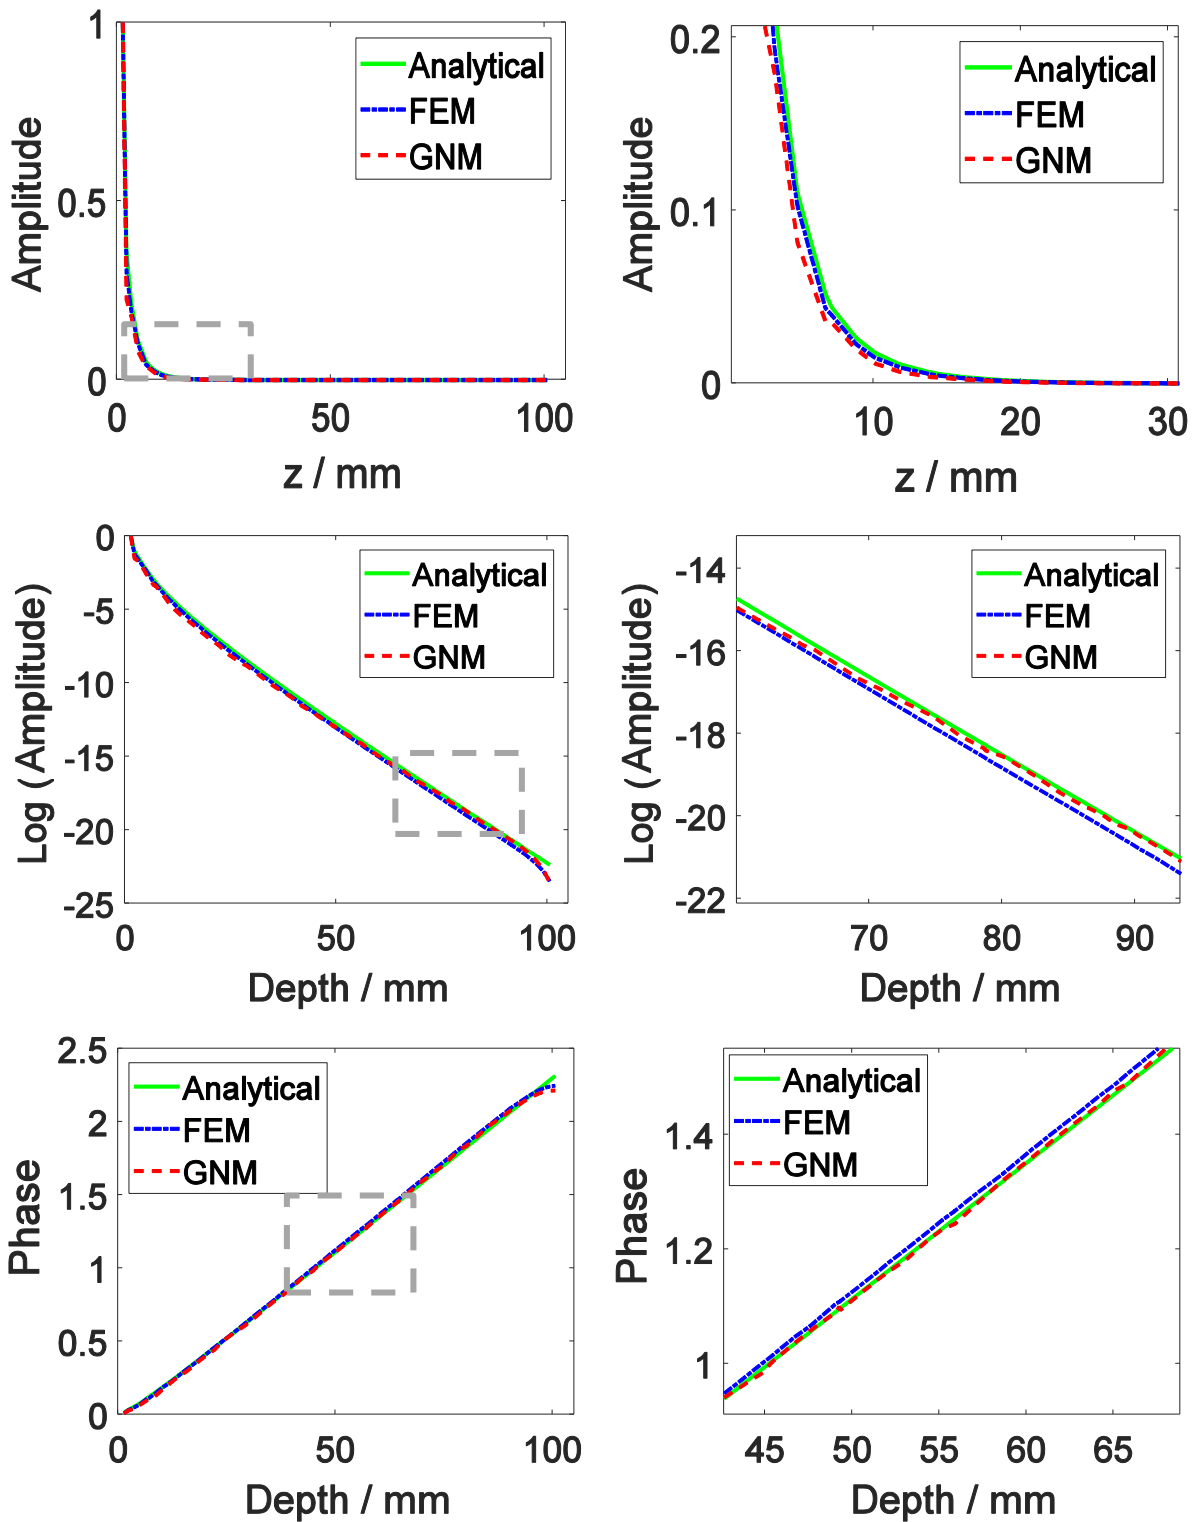 1
0.5
0
0
50
100
Amplitude
z / mm
Analytical
FEM
GNM
0.2
0.1
0
10
20
30
Amplitude
z / mm
Analytical
FEM
GNM
0
-5
-10
-15
-20
-25
0
50
100
Log (Amplitude)
Depth / mm
Analytical
FEM
GNM
-14
-16
-18
-20
-22
70
80
90
Log (Amplitude)
Depth / mm
Analytical
FEM
GNM
2.5
2
1.5
1
0.5
0
0
50
100
Phase
Depth / mm
Analytical
FEM
GNM
1.4
1.2
1
45
50
55
60
65
Phase
Depth / mm
Analytical
FEM
GNM